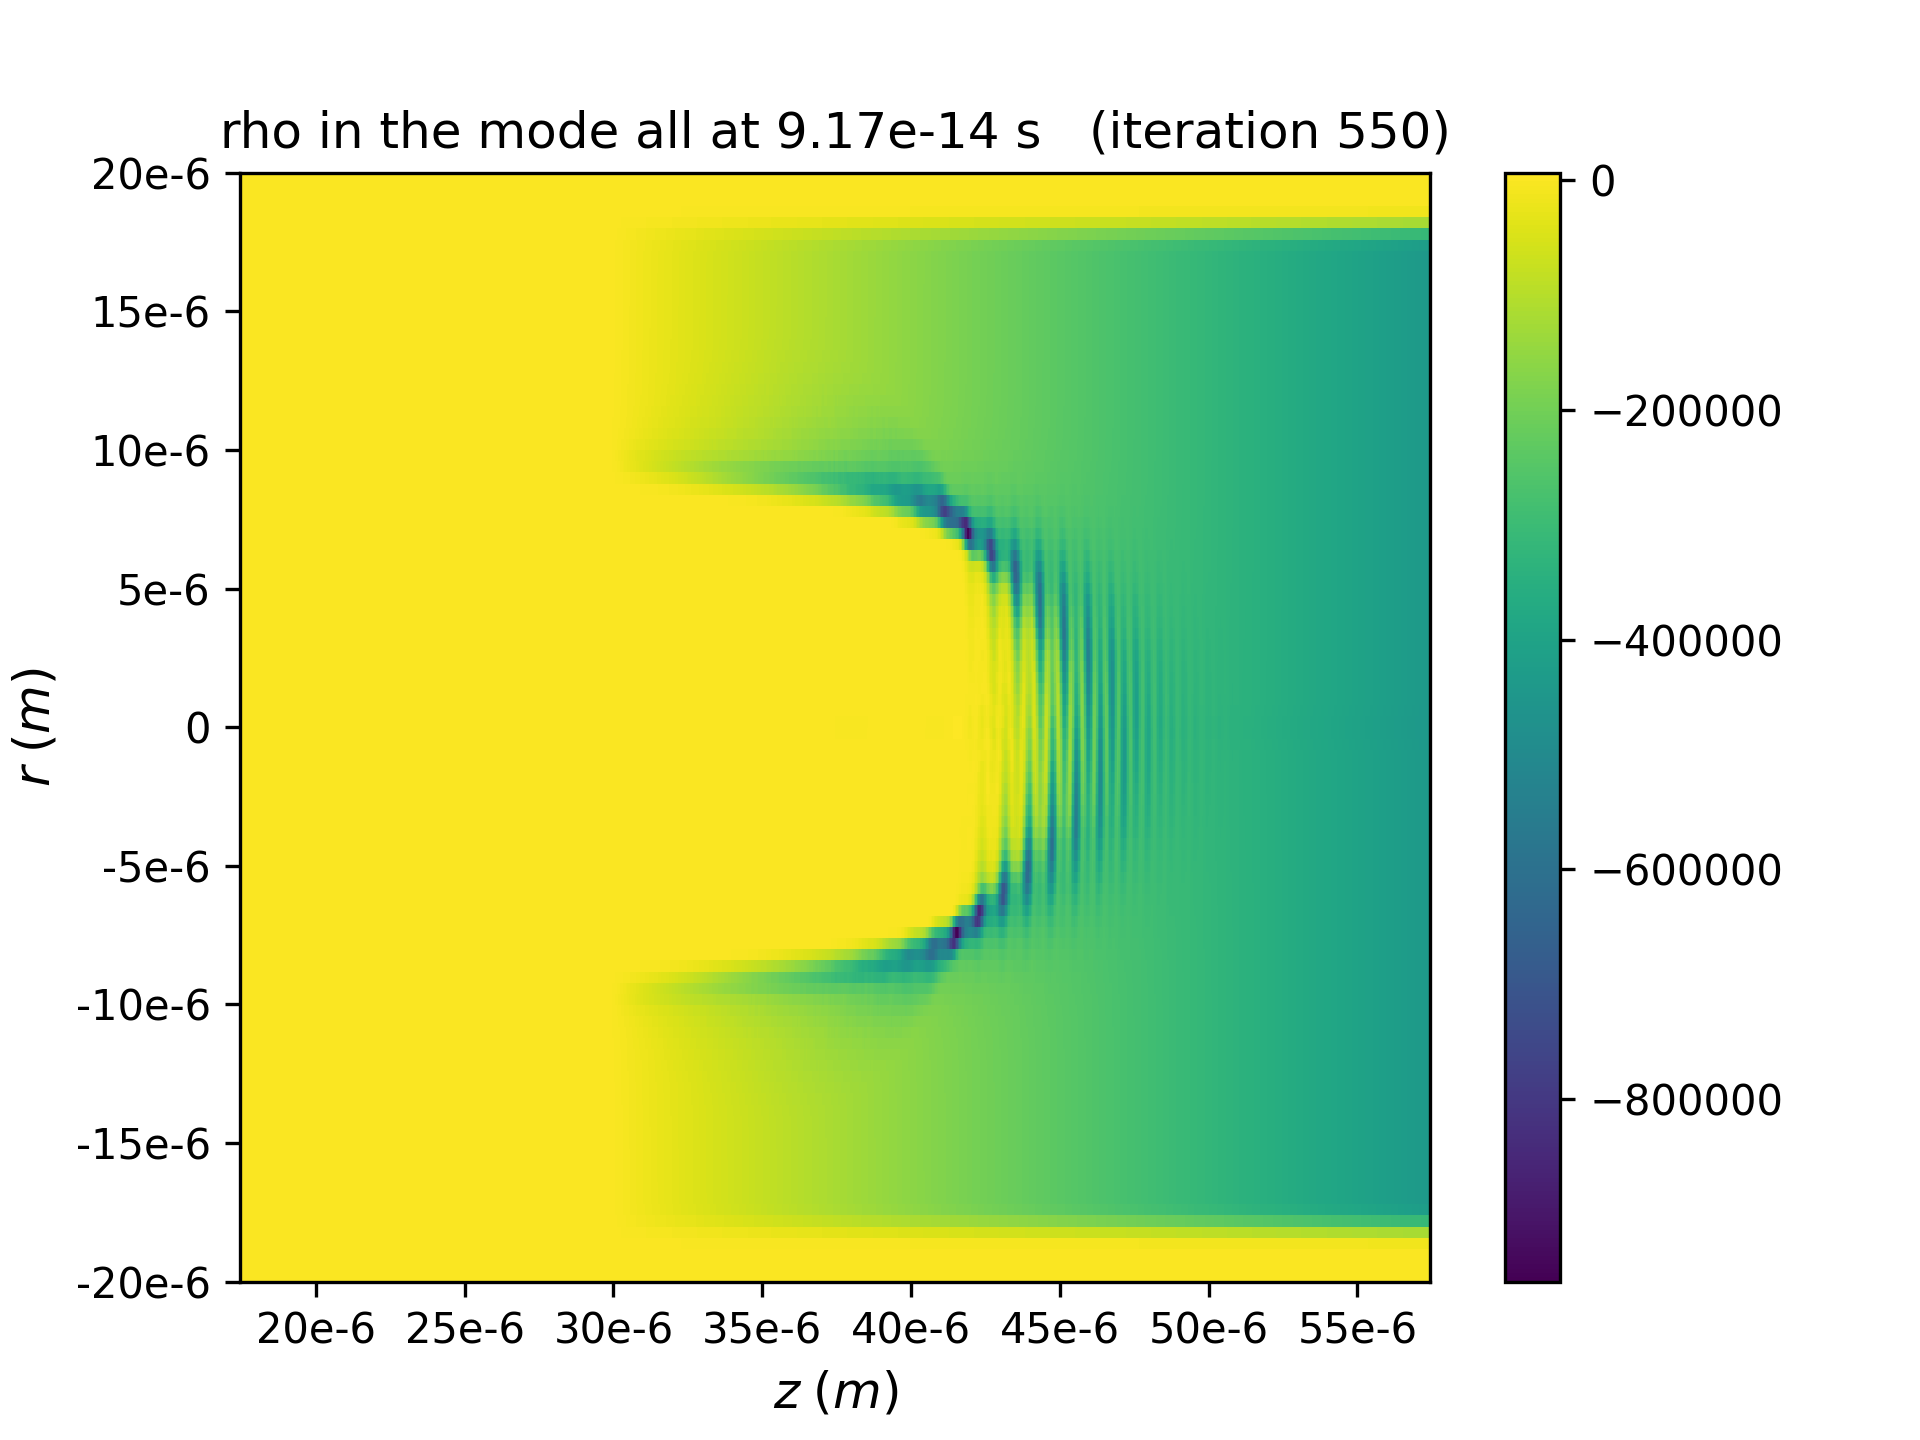 rho in the mode all at 9.17e-14 s   (iteration 550)
20e-6
15e-6
10e-6
5e-6
0
-5e-6
-10e-6
-15e-6
-20e-6
r (m)
20e-6 25e-6 30e-6 35e-6 40e-6 45e-6 50e-6 55e-6
z (m)
0
−200000
−400000
−600000
−800000